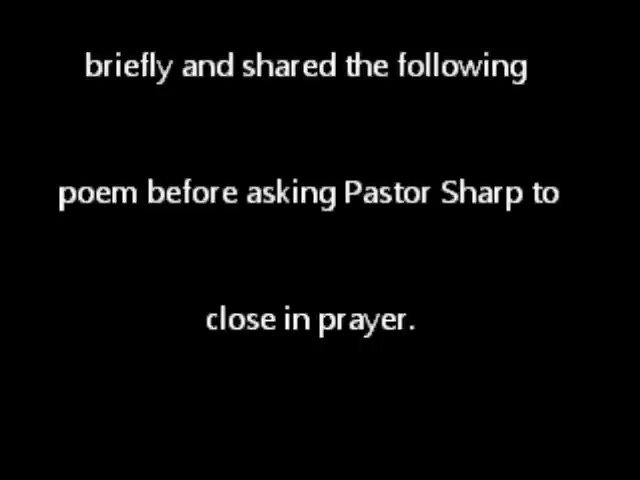 briefly and shared the following
poem before asking Pastor Sharp to
close in prayer.